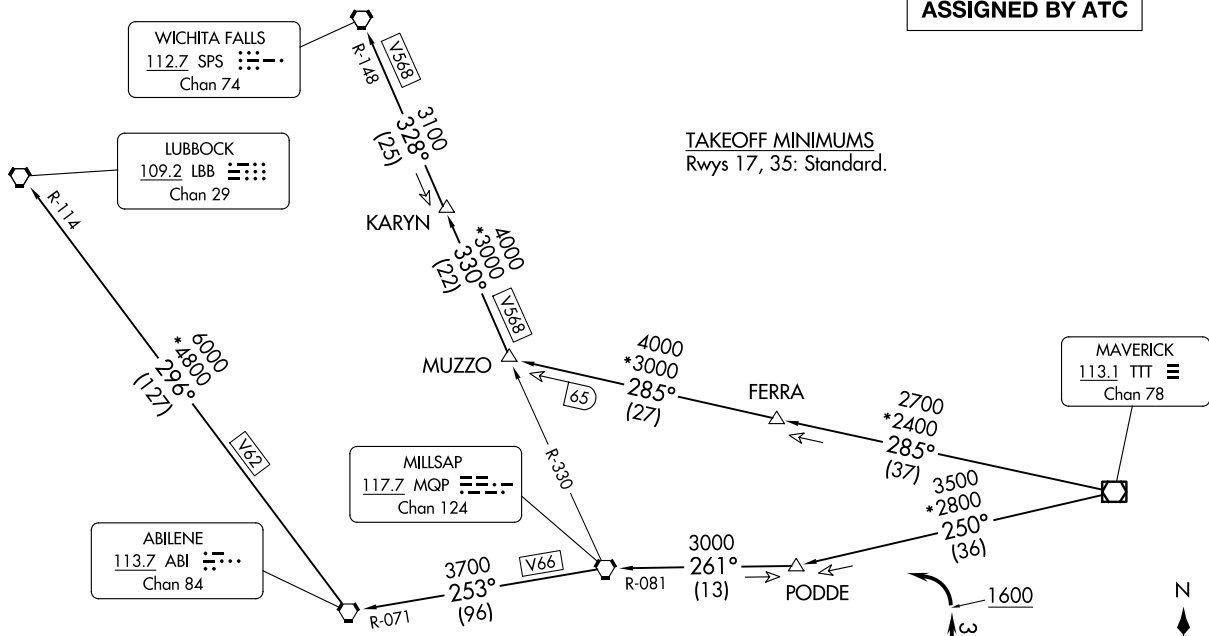 ASSIGNED BY ATC
WICHITA FALLS
112.7 SPS
Chan 74
R-148
V568
3100
328°
(25)
LUBBOCK
109.2 LBB
Chan 29
R-114
TAKEOFF MINIMUMS
Rwys 17, 35: Standard.
KARYN
4000
*3000
330°
(22)
V568
MUZZO
6000
*4800
296°
(127)
V62
4000
*3000
285°
(27)
65
FERRA
2700
*2400
285°
(37)
MAVERICK
113.1 TTT
Chan 78
R-330
MILLSAP
117.7 MQP
Chan 124
3500
*2800
250°
(36)
ABILENE
113.7 ABI
Chan 84
R-071
3700
253°
(96)
V66
R-081
3000
261°
(13)
PODDE
1600
3
N